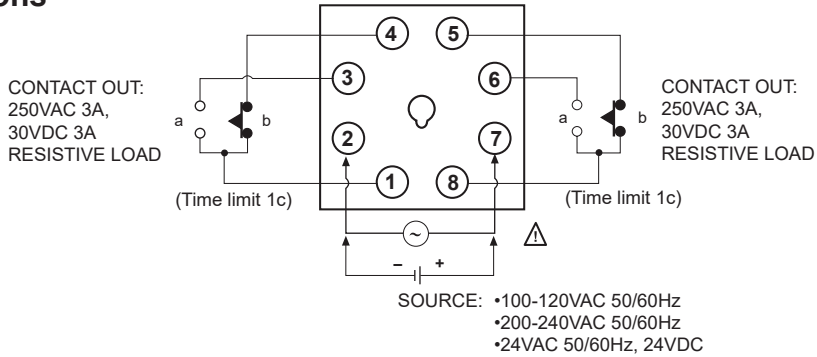 ons
CONTACT OUT:
250VAC 3A,
30VDC 3A
RESISTIVE LOAD
a
b
(Time limit 1c)
4
5
3
6
2
7
1
8
CONTACT OUT:
250VAC 3A,
30VDC 3A
RESISTIVE LOAD
a
b
(Time limit 1c)
~
!
– +
SOURCE: •100-120VAC 50/60Hz
•200-240VAC 50/60Hz
•24VAC 50/60Hz, 24VDC